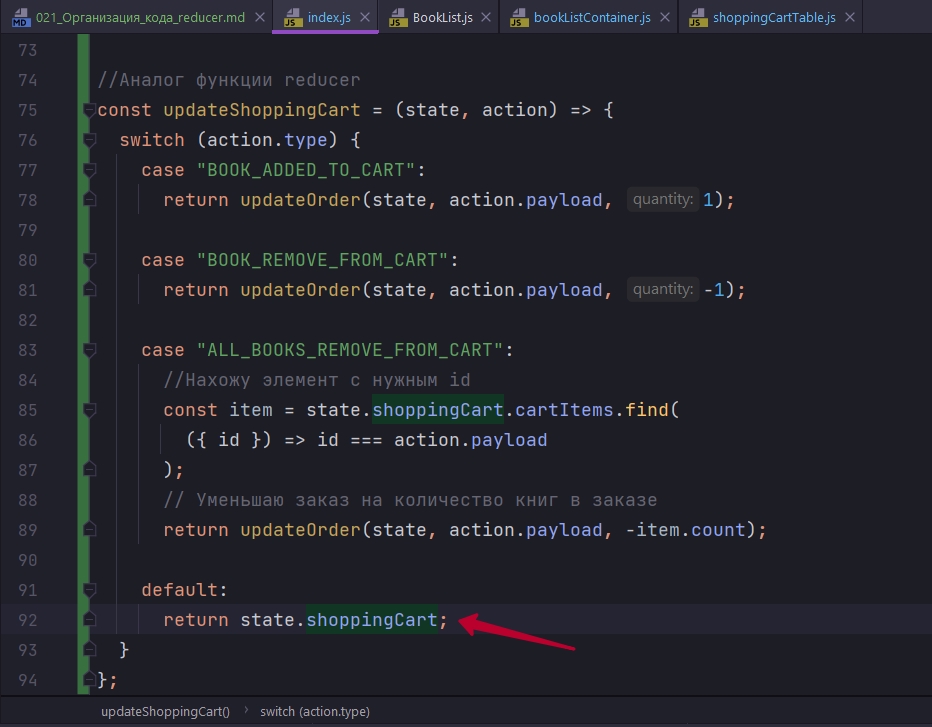 021_Организация_кода_reducer.md index.js BookList.js bookListContainer.js shoppingCartTable.js
73
74 //Аналог функции reducer
75 const updateShoppingCart = (state, action) => {
76 switch (action.type) {
77 case "BOOK_ADDED_TO_CART":
78 return updateOrder(state, action.payload, quantity: 1);
79
80 case "BOOK_REMOVE_FROM_CART":
81 return updateOrder(state, action.payload, quantity: -1);
82
83 case "ALL_BOOKS_REMOVE_FROM_CART":
84 //Нахожу элемент с нужным id
85 const item = state.shoppingCart.cartItems.find(
86 ({ id }) => id === action.payload
87 );
88 // Уменьшаю заказ на количество книг в заказе
89 return updateOrder(state, action.payload, -item.count);
90
91 default:
92 return state.shoppingCart;
93 }
94 };
updateShoppingCart() › switch (action.type)